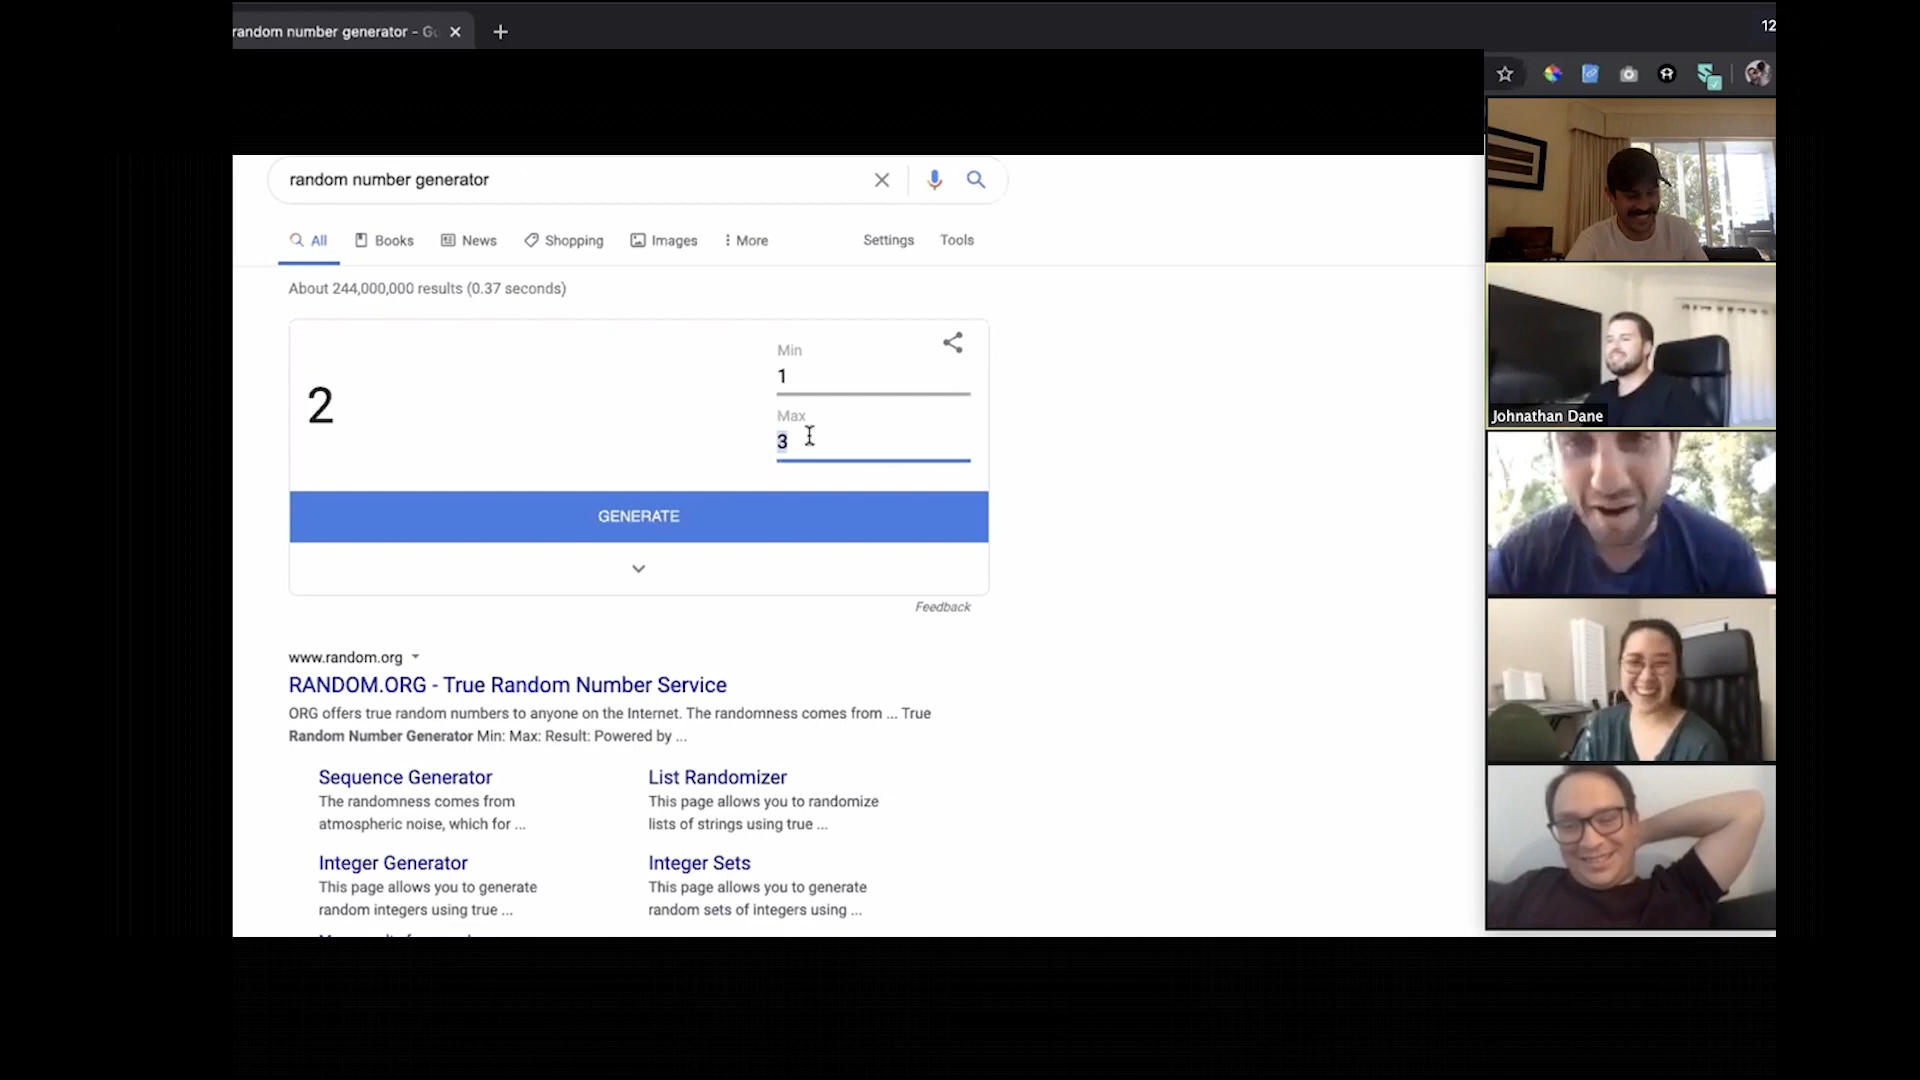 random number generator - Go
12
random number generator
All Books News Shopping Images More Settings Tools
About 244,000,000 results (0.37 seconds)
Min
1
2
Max
3
GENERATE
Feedback
www.random.org
RANDOM.ORG - True Random Number Service
ORG offers true random numbers to anyone on the Internet. The randomness comes from ... True
Random Number Generator Min: Max: Result: Powered by ...
Sequence Generator
The randomness comes from
atmospheric noise, which for ...
List Randomizer
This page allows you to randomize
lists of strings using true ...
Integer Generator
This page allows you to generate
random integers using true ...
Integer Sets
This page allows you to generate
random sets of integers using ...
Johnathan Dane